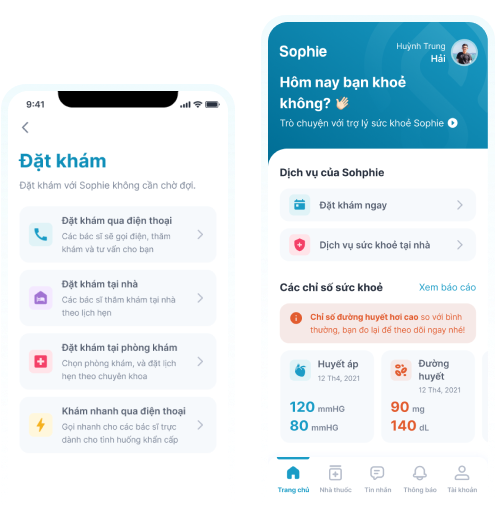 9:41
Đặt khám
Đặt khám với Sophie không cần chờ đợi.
Đặt khám qua điện thoại
Các bác sĩ sẽ gọi điện, thăm
khám và tư vấn cho bạn
Đặt khám tại nhà
Các bác sĩ thăm khám tại nhà
theo lịch hẹn
Đặt khám tại phòng khám
Chọn phòng khám, và đặt lịch
hẹn theo chuyên khoa
Khám nhanh qua điện thoại
Gọi nhanh cho các bác sĩ trực
dành cho tình huống khẩn cấp
Sophie
Huỳnh Trung
Hải
Hôm nay bạn khoẻ
không? 👋🏻
Trò chuyện với trợ lý sức khoẻ Sophie
Dịch vụ của Sohphie
Đặt khám ngay
Dịch vụ sức khoẻ tại nhà
Các chỉ số sức khoẻ
Xem báo cáo
Chỉ số đường huyết hơi cao so với bình
thường, bạn đo lại để theo dõi ngay nhé!
Huyết áp
12 Th4, 2021
120 mmHG
80 mmHG
Đường
huyết
12 Th4, 2021
90 mg
140 dL
Trang chủ
Nhà thuốc
Tin nhắn
Thông báo
Tài khoản